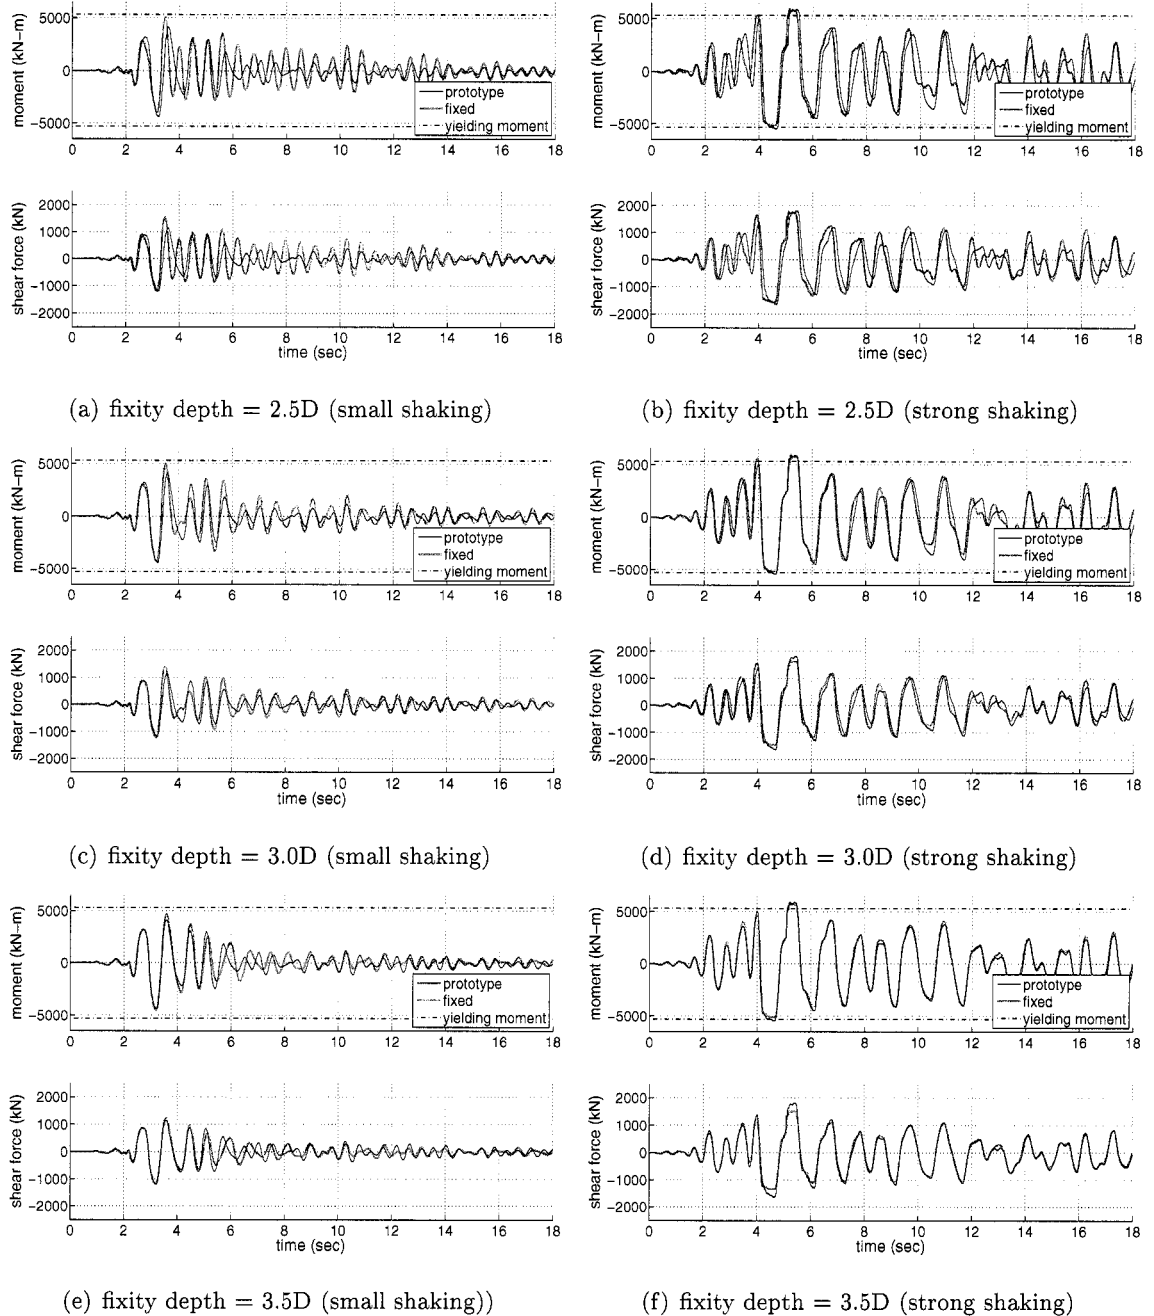 moment (kN−m)
5000
0
−5000
prototype
fixed
yielding moment
0 2 4 6 8 10 12 14 16 18
shear force (kN)
2000
1000
0
−1000
−2000
0 2 4 6 8 10 12 14 16 18
time (sec)
(a) fixity depth = 2.5D (small shaking)
moment (kN−m)
5000
0
−5000
prototype
fixed
yielding moment
0 2 4 6 8 10 12 14 16 18
shear force (kN)
2000
1000
0
−1000
−2000
0 2 4 6 8 10 12 14 16 18
time (sec)
(b) fixity depth = 2.5D (strong shaking)
moment (kN−m)
5000
0
−5000
prototype
fixed
yielding moment
0 2 4 6 8 10 12 14 16 18
shear force (kN)
2000
1000
0
−1000
−2000
0 2 4 6 8 10 12 14 16 18
time (sec)
(c) fixity depth = 3.0D (small shaking)
moment (kN−m)
5000
0
−5000
prototype
fixed
yielding moment
0 2 4 6 8 10 12 14 16 18
shear force (kN)
2000
1000
0
−1000
−2000
0 2 4 6 8 10 12 14 16 18
time (sec)
(d) fixity depth = 3.0D (strong shaking)
moment (kN−m)
5000
0
−5000
prototype
fixed
yielding moment
0 2 4 6 8 10 12 14 16 18
shear force (kN)
2000
1000
0
−1000
−2000
0 2 4 6 8 10 12 14 16 18
time (sec)
(e) fixity depth = 3.5D (small shaking))
moment (kN−m)
5000
0
−5000
prototype
fixed
yielding moment
0 2 4 6 8 10 12 14 16 18
shear force (kN)
2000
1000
0
−1000
−2000
0 2 4 6 8 10 12 14 16 18
time (sec)
(f) fixity depth = 3.5D (strong shaking)